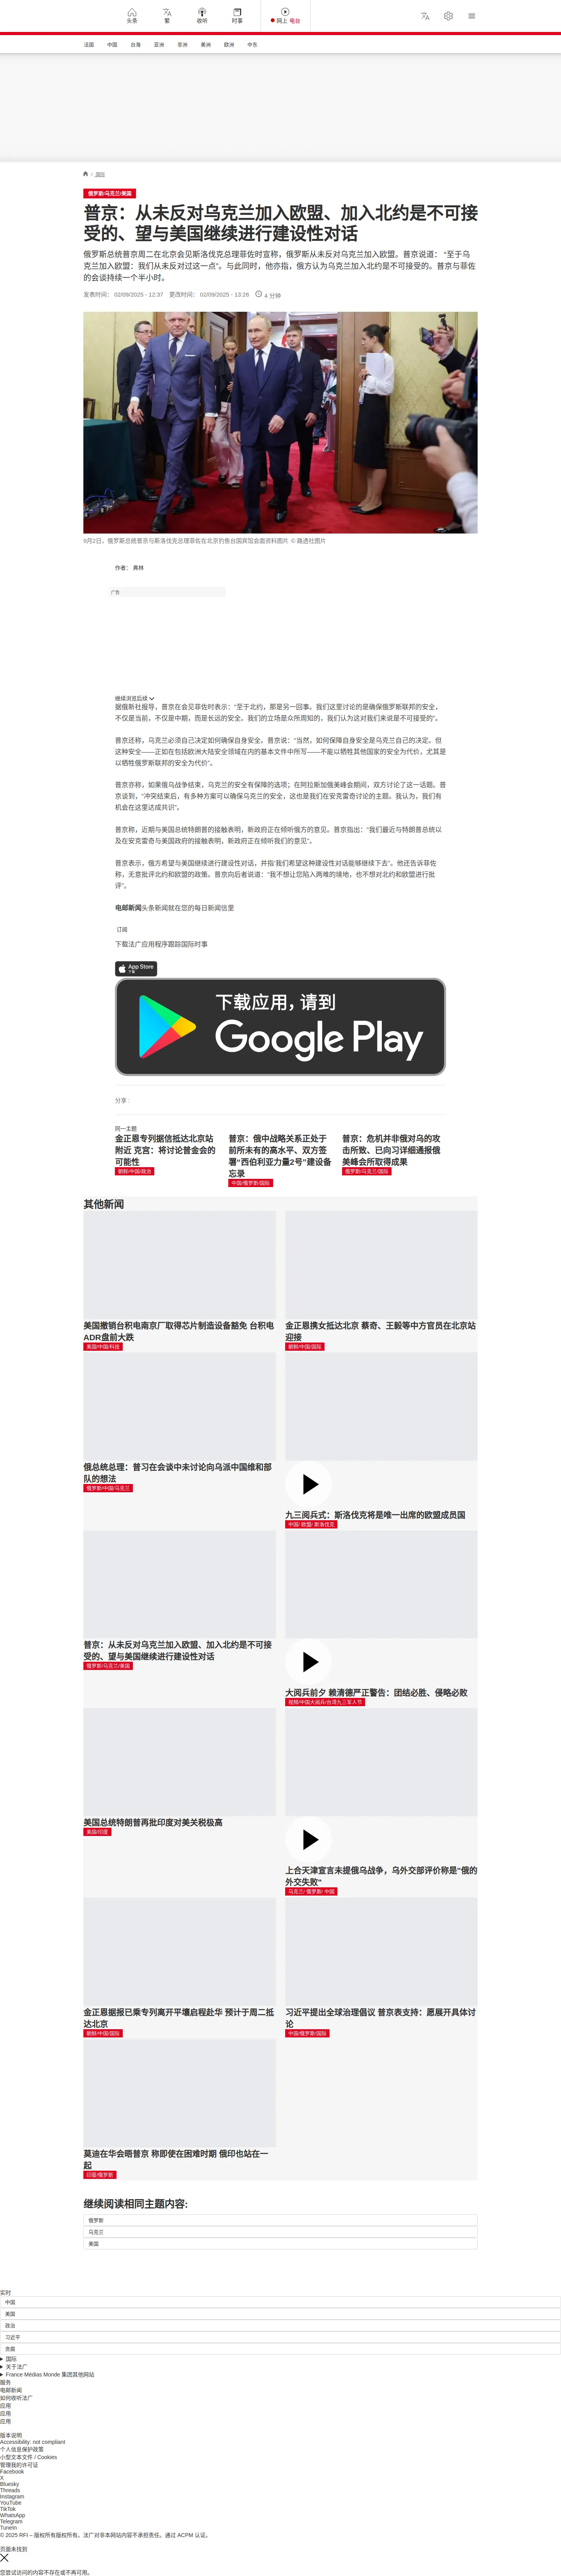 头条
繁
收听
时事
网上 电台
法国 中国 台海 亚洲 非洲 美洲 欧洲 中东
/ 国际
俄罗斯/乌克兰/美国
普京：从未反对乌克兰加入欧盟、加入北约是不可接
受的、望与美国继续进行建设性对话
俄罗斯总统普京周二在北京会见斯洛伐克总理菲佐时宣称，俄罗斯从未反对乌克兰加入欧盟。普京说道： “至于乌
克兰加入欧盟：我们从未反对过这一点”。与此同时，他亦指，俄方认为乌克兰加入北约是不可接受的。普京与菲佐
的会谈持续一个半小时。
发表时间： 02/09/2025 - 12:37 更改时间： 02/09/2025 - 13:26 4 分钟
9月2日，俄罗斯总统普京与斯洛伐克总理菲佐在北京钓鱼台国宾馆会面资料图片 © 路透社图片
作者： 弗林
广告
继续浏览后续
据俄新社报导，普京在会见菲佐时表示：“至于北约，那是另一回事。我们这里讨论的是确保俄罗斯联邦的安全，
不仅是当前，不仅是中期，而是长远的安全。我们的立场是众所周知的，我们认为这对我们来说是不可接受的”。
普京还称，乌克兰必须自己决定如何确保自身安全。普京说：“当然，如何保障自身安全是乌克兰自己的决定。但
这种安全——正如在包括欧洲大陆安全领域在内的基本文件中所写——不能以牺牲其他国家的安全为代价，尤其是
以牺牲俄罗斯联邦的安全为代价”。
普京亦称，如果俄乌战争结束，乌克兰的安全有保障的选项；在阿拉斯加俄美峰会期间，双方讨论了这一话题。普
京谈到，“冲突结束后，有多种方案可以确保乌克兰的安全，这也是我们在安克雷奇讨论的主题。我认为，我们有
机会在这里达成共识”。
普京称，近期与美国总统特朗普的接触表明，新政府正在倾听俄方的意见。普京指出：“我们最近与特朗普总统以
及在安克雷奇与美国政府的接触表明，新政府正在倾听我们的意见”。
普京表示，俄方希望与美国继续进行建设性对话，并指‘我们希望这种建设性对话能够继续下去”。他还告诉菲佐
称，无意批评北约和欧盟的政策。普京向后者说道：“我不想让您陷入两难的境地，也不想对北约和欧盟进行批
评”。
电邮新闻头条新闻就在您的每日新闻信里
订阅
下载法广应用程序跟踪国际时事
App Store
下载
下载应用，请到
Google Play
分享 :
同一主题
金正恩专列据信抵达北京站
附近 克宫：将讨论普金会的
可能性
朝鲜/中国/政治
普京：俄中战略关系正处于
前所未有的高水平、双方签
署“西伯利亚力量2号”建设备
忘录
中国/俄罗斯/国际
普京：危机并非俄对乌的攻
击所致、已向习详细通报俄
美峰会所取得成果
俄罗斯/乌克兰/国际
其他新闻
美国撤销台积电南京厂取得芯片制造设备豁免 台积电
ADR盘前大跌
美国/中国/科技
金正恩携女抵达北京 蔡奇、王毅等中方官员在北京站
迎接
朝鲜/中国/国际
俄总统总理：普习在会谈中未讨论向乌派中国维和部
队的想法
俄罗斯/中国/乌克兰
九三阅兵式：斯洛伐克将是唯一出席的欧盟成员国
中国/ 欧盟/ 斯洛伐克
普京：从未反对乌克兰加入欧盟、加入北约是不可接
受的、望与美国继续进行建设性对话
俄罗斯/乌克兰/美国
大阅兵前夕 赖清德严正警告：团结必胜、侵略必败
视频/中国大阅兵/台湾九三军人节
美国总统特朗普再批印度对美关税极高
美国/印度
上合天津宣言未提俄乌战争，乌外交部评价称是"俄的
外交失败"
乌克兰/ 俄罗斯/ 中国
金正恩据报已乘专列离开平壤启程赴华 预计于周二抵
达北京
朝鲜/中国/国际
习近平提出全球治理倡议 普京表支持：愿展开具体讨
论
中国/俄罗斯/国际
莫迪在华会晤普京 称即使在困难时期 俄印也站在一
起
印度/俄罗斯
继续阅读相同主题内容:
俄罗斯
乌克兰
美国
实时
中国
美国
政治
习近平
贪腐
国际
关于法广
France Médias Monde 集团其他网站
服务
电邮新闻
如何收听法广
应用
应用
应用
版本说明
Accessibility: not compliant
个人信息保护政策
小型文本文件 / Cookies
管理我的许可证
Facebook
X
Bluesky
Threads
Instagram
YouTube
TikTok
WhatsApp
Telegram
TuneIn
© 2025 RFI – 版权所有版权所有。法广对非本网站内容不承担责任。通过 ACPM 认证。
页面未找到
您尝试访问的内容不存在或不再可用。